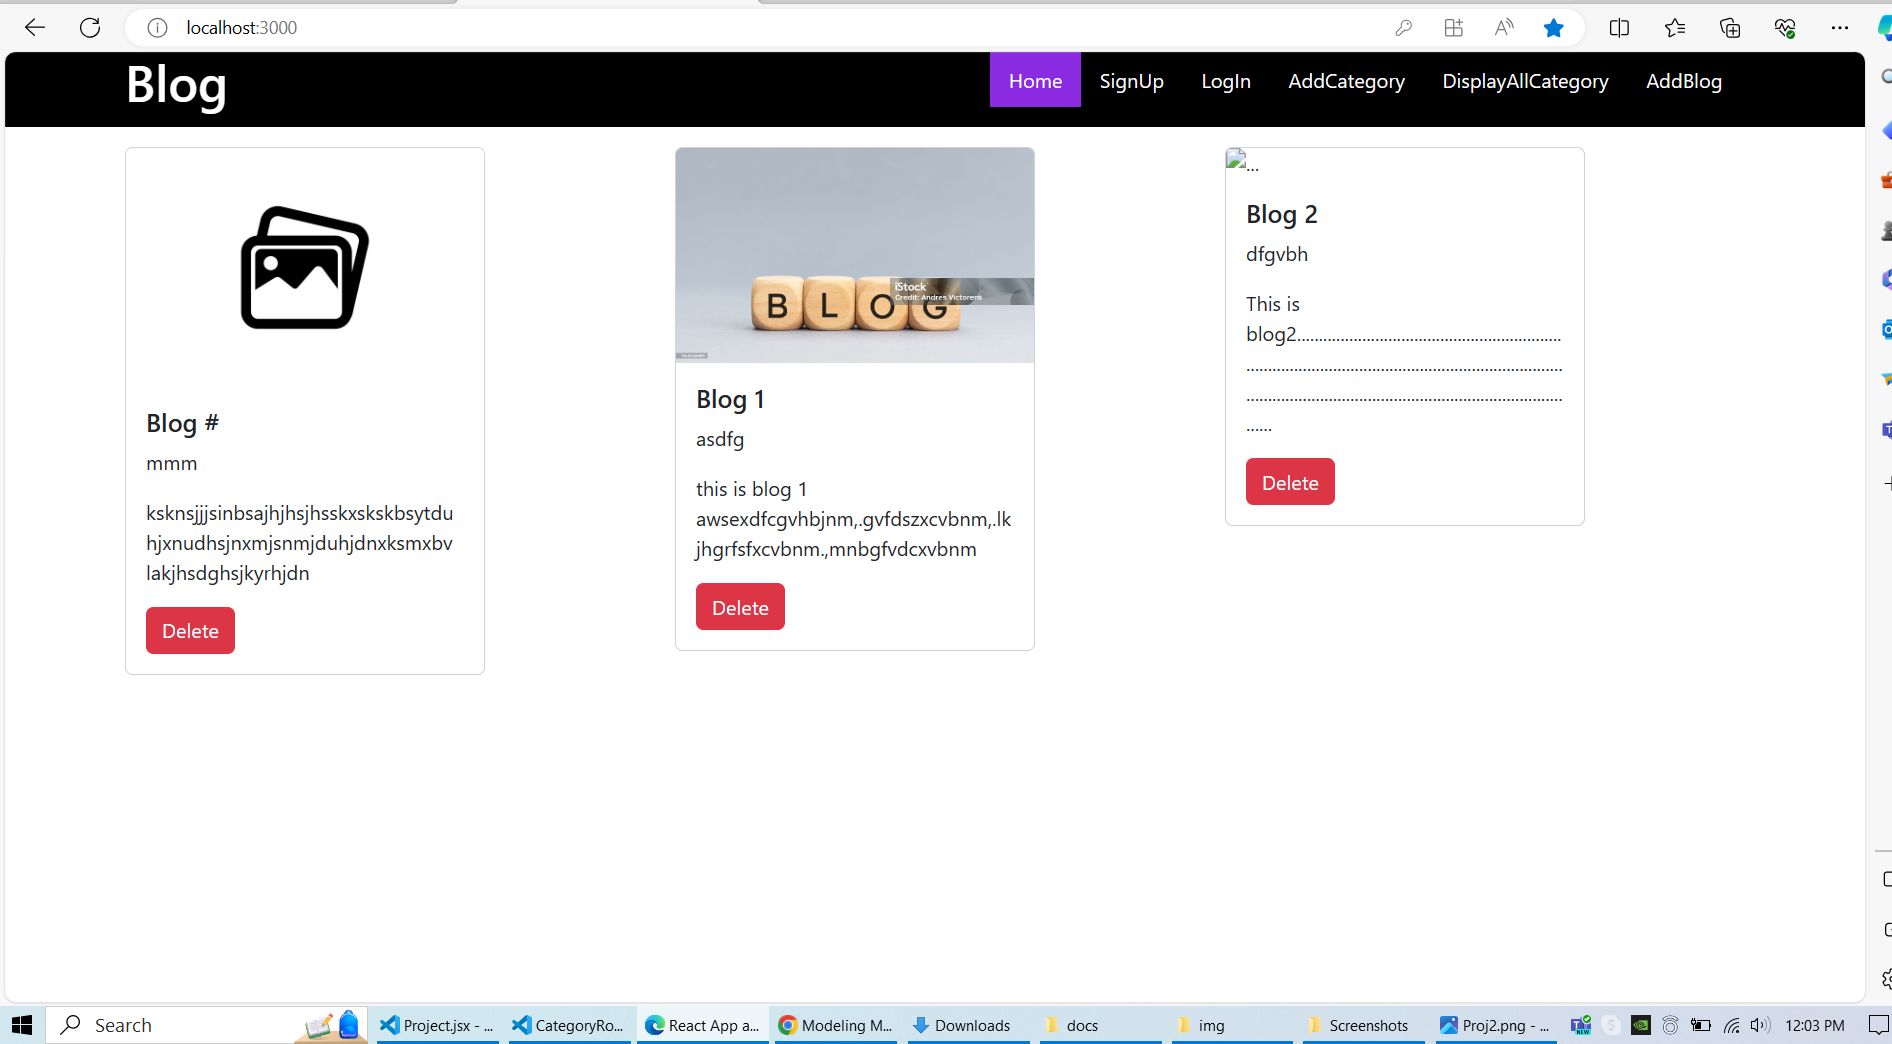 localhost:3000
Blog
Home SignUp LogIn AddCategory DisplayAllCategory AddBlog
Blog #
mmm
ksknsjjjsinbsajhjhsjhsskxskskbsytdu
hjxnudhsjnxmjsnmjduhjdnxksmxbv
lakjhsdghsjkyrhjdn
Delete
BLOG
iStock
Credit: Andres Victorero
Blog 1
asdfg
this is blog 1
awsexdfcgvhbjnm,.gvfdszxcvbnm,.lk
jhgrfsfxcvbnm.,mnbgfvdcxvbnm
Delete
...
Blog 2
dfgvbh
This is
blog2.............................................................
.........................................................................
.........................................................................
......
Delete
Search
Project.jsx - ...
CategoryRo...
React App a...
Modeling M...
Downloads
docs
img
Screenshots
Proj2.png - ...
12:03 PM